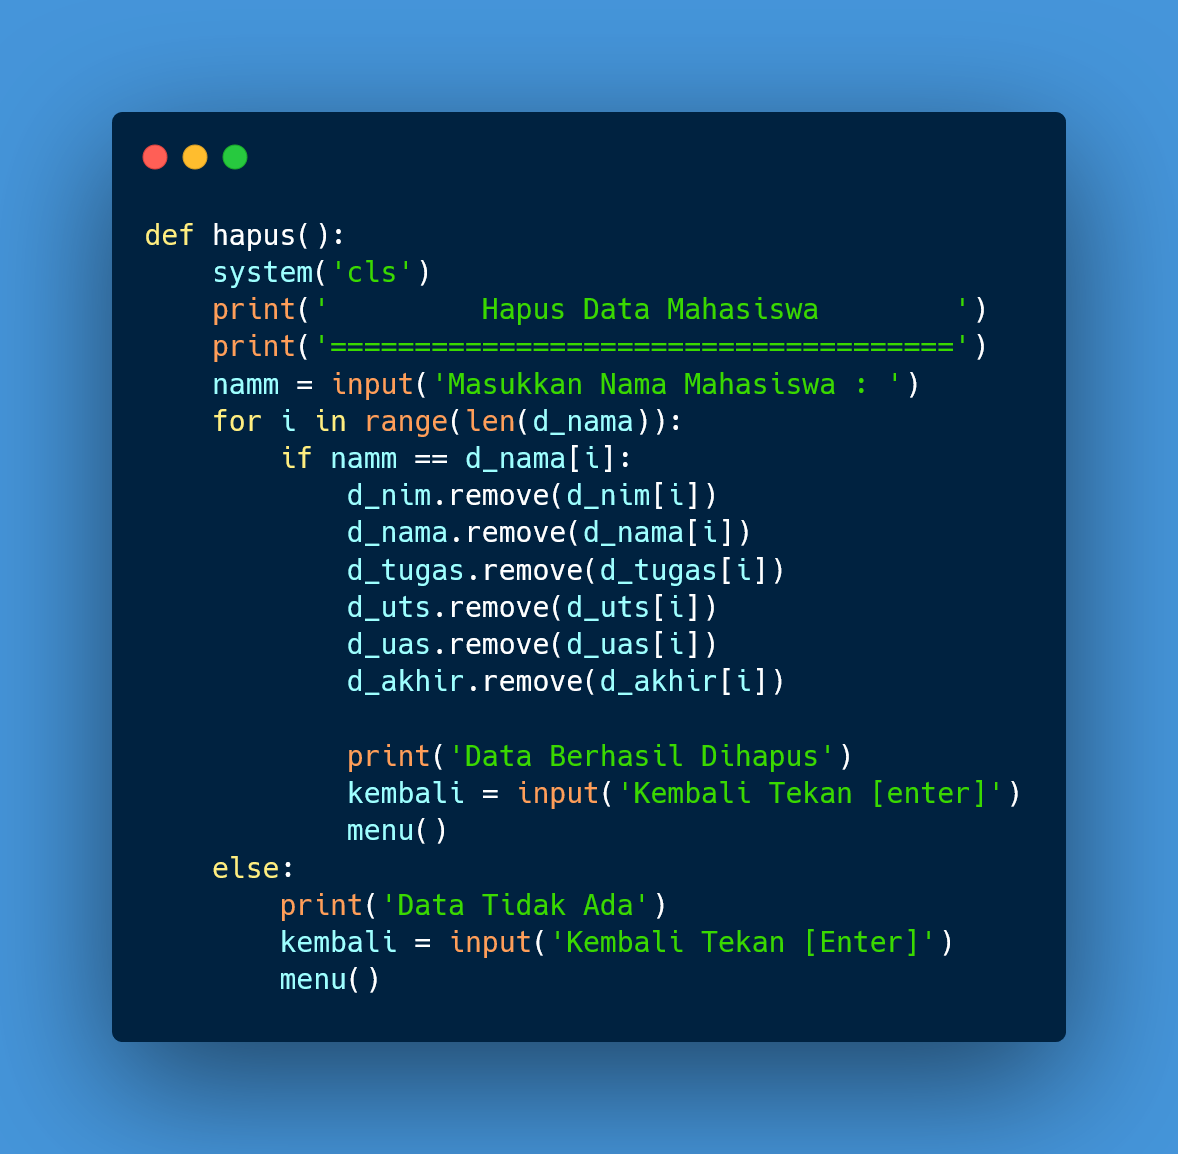 def hapus():
    system('cls')
    print('         Hapus Data Mahasiswa        ')
    print('=====================================')
    namm = input('Masukkan Nama Mahasiswa : ')
    for i in range(len(d_nama)):
        if namm == d_nama[i]:
            d_nim.remove(d_nim[i])
            d_nama.remove(d_nama[i])
            d_tugas.remove(d_tugas[i])
            d_uts.remove(d_uts[i])
            d_uas.remove(d_uas[i])
            d_akhir.remove(d_akhir[i])

            print('Data Berhasil Dihapus')
            kembali = input('Kembali Tekan [enter]')
            menu()
    else:
        print('Data Tidak Ada')
        kembali = input('Kembali Tekan [Enter]')
        menu()